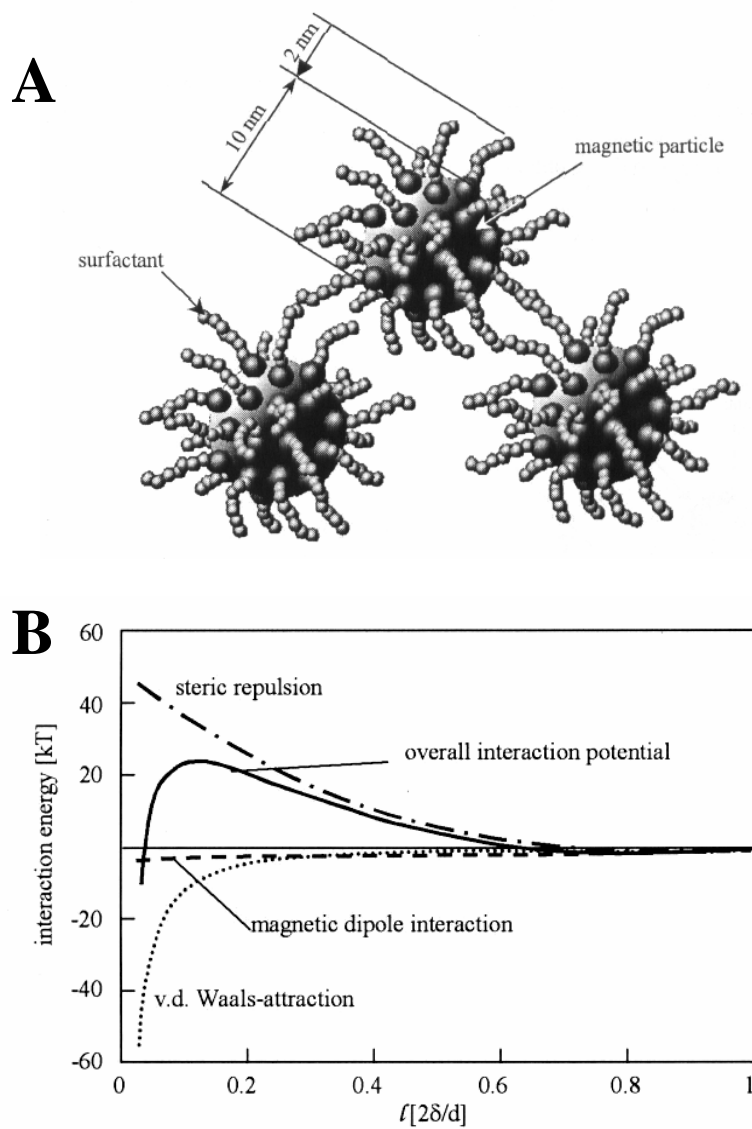 A
2 nm
10 nm
magnetic particle
surfactant
B
60
40
20
0
-20
-40
-60
interaction energy [kT]
steric repulsion
overall interaction potential
magnetic dipole interaction
v.d. Waals-attraction
0
0.2
0.4
0.6
0.8
1
ℓ[2δ/d]